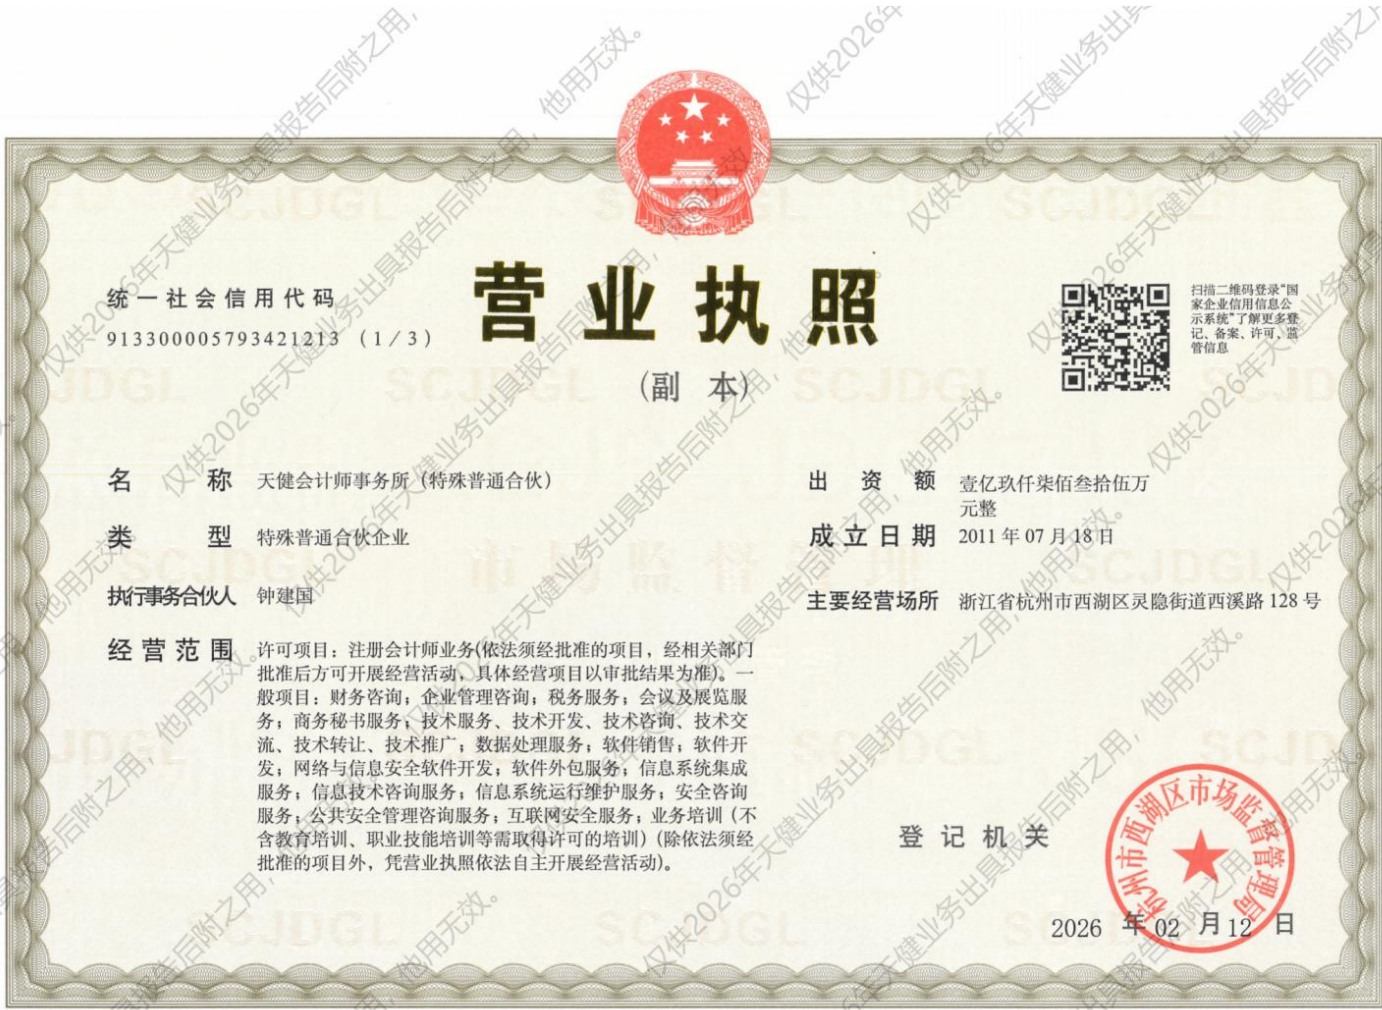 营业执照
（副 本）
统一社会信用代码
913300005793421213 （1/3）
扫描二维码登录“国
家企业信用信息公
示系统”了解更多登
记、备案、许可、监
管信息
名 称 天健会计师事务所（特殊普通合伙）
类 型 特殊普通合伙企业
执行事务合伙人 钟建国
经营范围 许可项目：注册会计师业务(依法须经批准的项目，经相关部门
批准后方可开展经营活动，具体经营项目以审批结果为准)。一
般项目：财务咨询；企业管理咨询；税务服务；会议及展览服
务；商务秘书服务；技术服务、技术开发、技术咨询、技术交
流、技术转让、技术推广；数据处理服务；软件销售；软件开
发；网络与信息安全软件开发；软件外包服务；信息系统集成
服务；信息技术咨询服务；信息系统运行维护服务；安全咨询
服务；公共安全管理咨询服务；互联网安全服务；业务培训（不
含教育培训、职业技能培训等需取得许可的培训）(除依法须经
批准的项目外，凭营业执照依法自主开展经营活动)。
出 资 额 壹亿玖仟柒佰叁拾伍万
元整
成立日期 2011 年 07 月 18 日
主要经营场所 浙江省杭州市西湖区灵隐街道西溪路 128 号
登 记 机 关
杭州市西湖区市场监督管理局
2026 年 02 月 12 日
仅供2026年天健业务出具报告后附之用，他用无效。
SCJDGL
市场监督管理